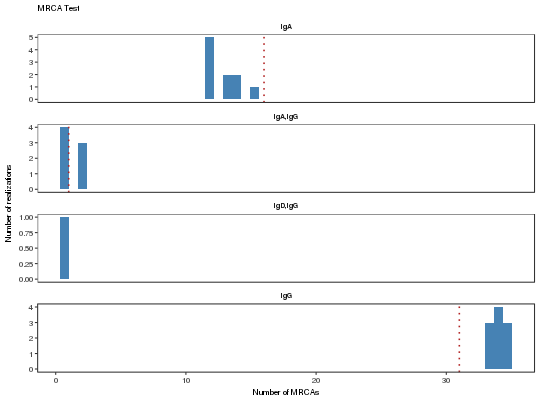 MRCA Test
IgA
5
4
3
2
1
0
IgA,IgG
4
3
2
1
0
IgD,IgG
1.00
0.75
0.50
0.25
0.00
IgG
4
3
2
1
0
0 10 20 30
Number of MRCAs
Number of realizations